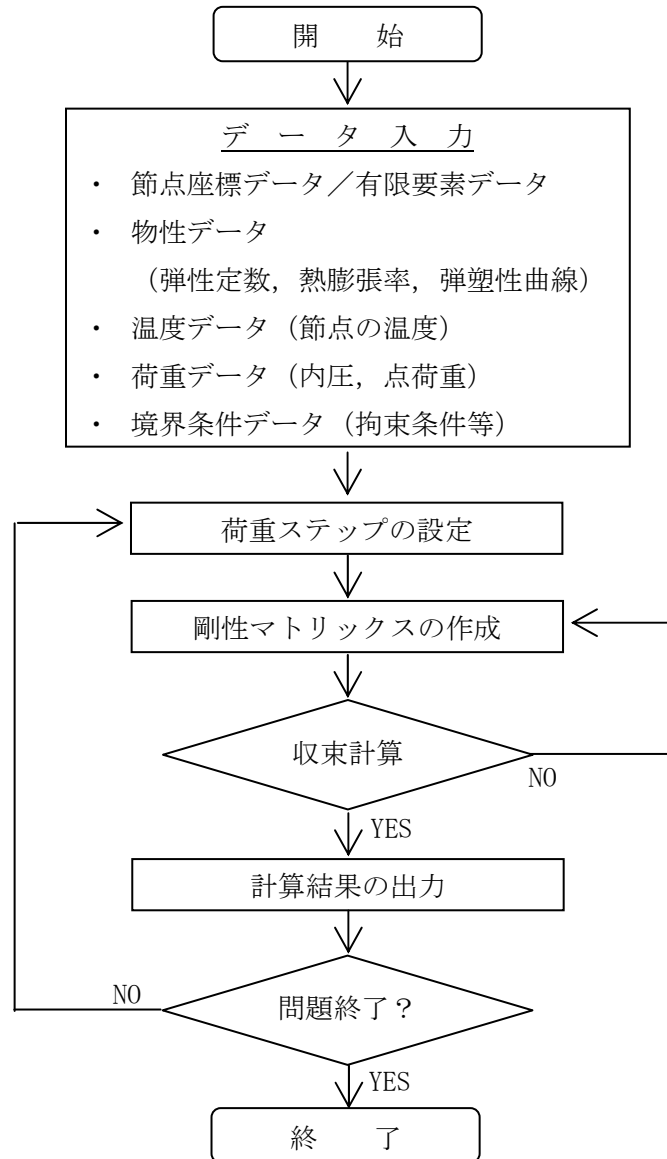 開　　始
デ ー タ 入 力
・ 節点座標データ／有限要素データ
・ 物性データ
（弾性定数，熱膨張率，弾塑性曲線）
・ 温度データ（節点の温度）
・ 荷重データ（内圧，点荷重）
・ 境界条件データ（拘束条件等）
荷重ステップの設定
剛性マトリックスの作成
収束計算
NO
YES
計算結果の出力
NO
問題終了？
YES
終　　了